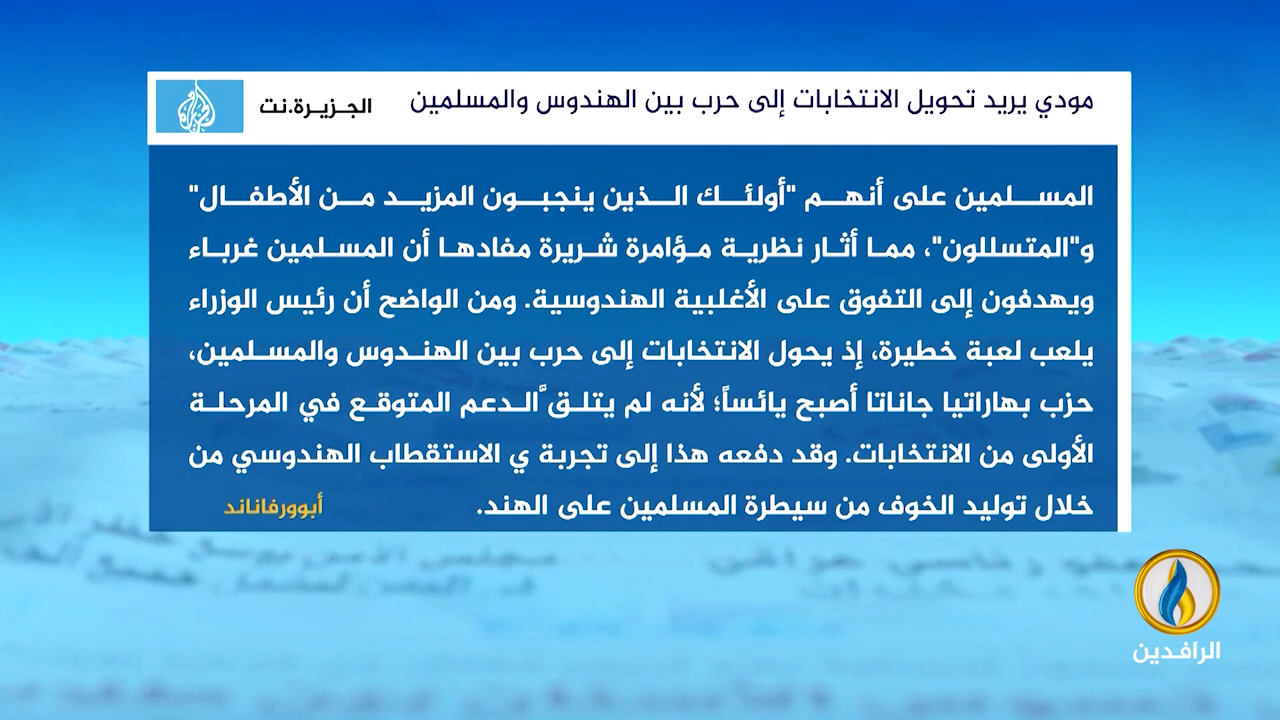 مودي يريد تحويل الانتخابات إلى حرب بين الهندوس والمسلمين
الجزيرة.نت
المسلمين على أنهم "أولئك الذين ينجبون المزيد من الأطفال"
و"المتسللون"، مما أثار نظرية مؤامرة شريرة مفادها أن المسلمين غرباء
ويهدفون إلى التفوق على الأغلبية الهندوسية. ومن الواضح أن رئيس الوزراء
يلعب لعبة خطيرة، إذ يحول الانتخابات إلى حرب بين الهندوس والمسلمين،
حزب بهاراتيا جاناتا أصبح يائساً؛ لأنه لم يتلق َّالدعم المتوقع في المرحلة
الأولى من الانتخابات. وقد دفعه هذا إلى تجربة ي الاستقطاب الهندوسي من
خلال توليد الخوف من سيطرة المسلمين على الهند.
أبوورفاناند
الرافدين